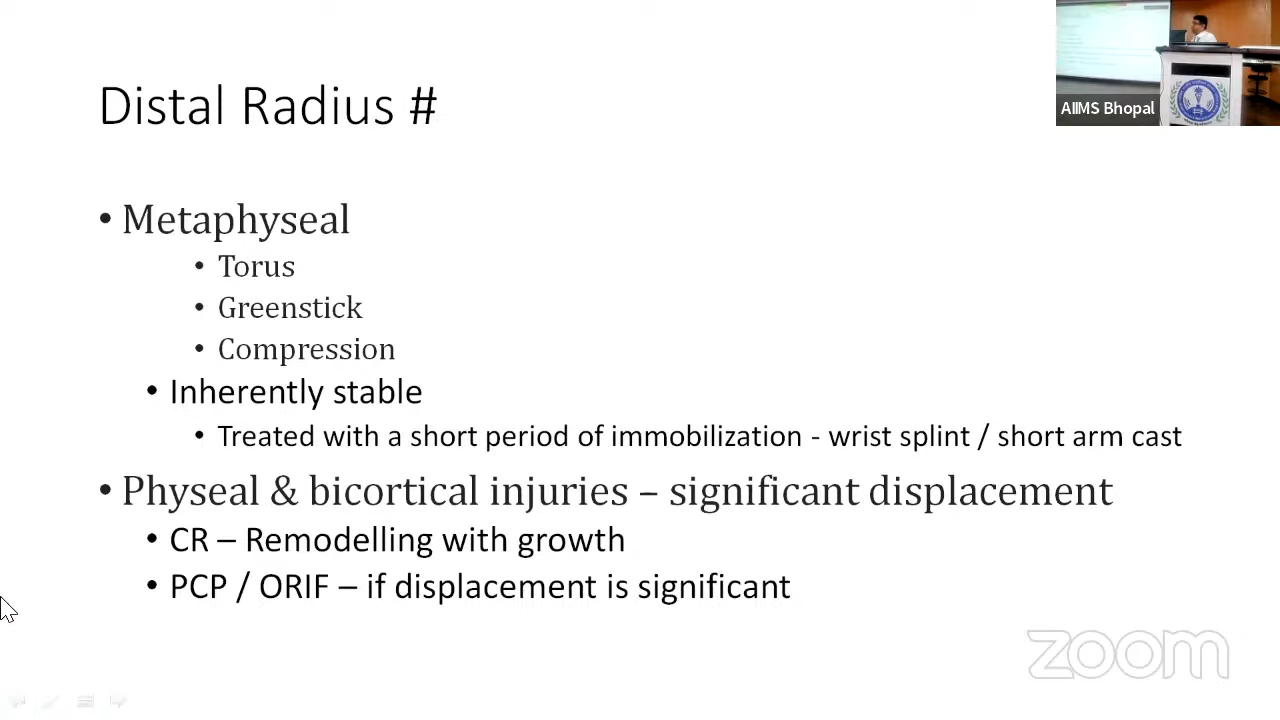 Distal Radius #
AIIMS Bhopal
• Metaphyseal
• Torus
• Greenstick
• Compression
• Inherently stable
• Treated with a short period of immobilization - wrist splint / short arm cast
• Physeal & bicortical injuries – significant displacement
• CR – Remodelling with growth
• PCP / ORIF – if displacement is significant
zoom